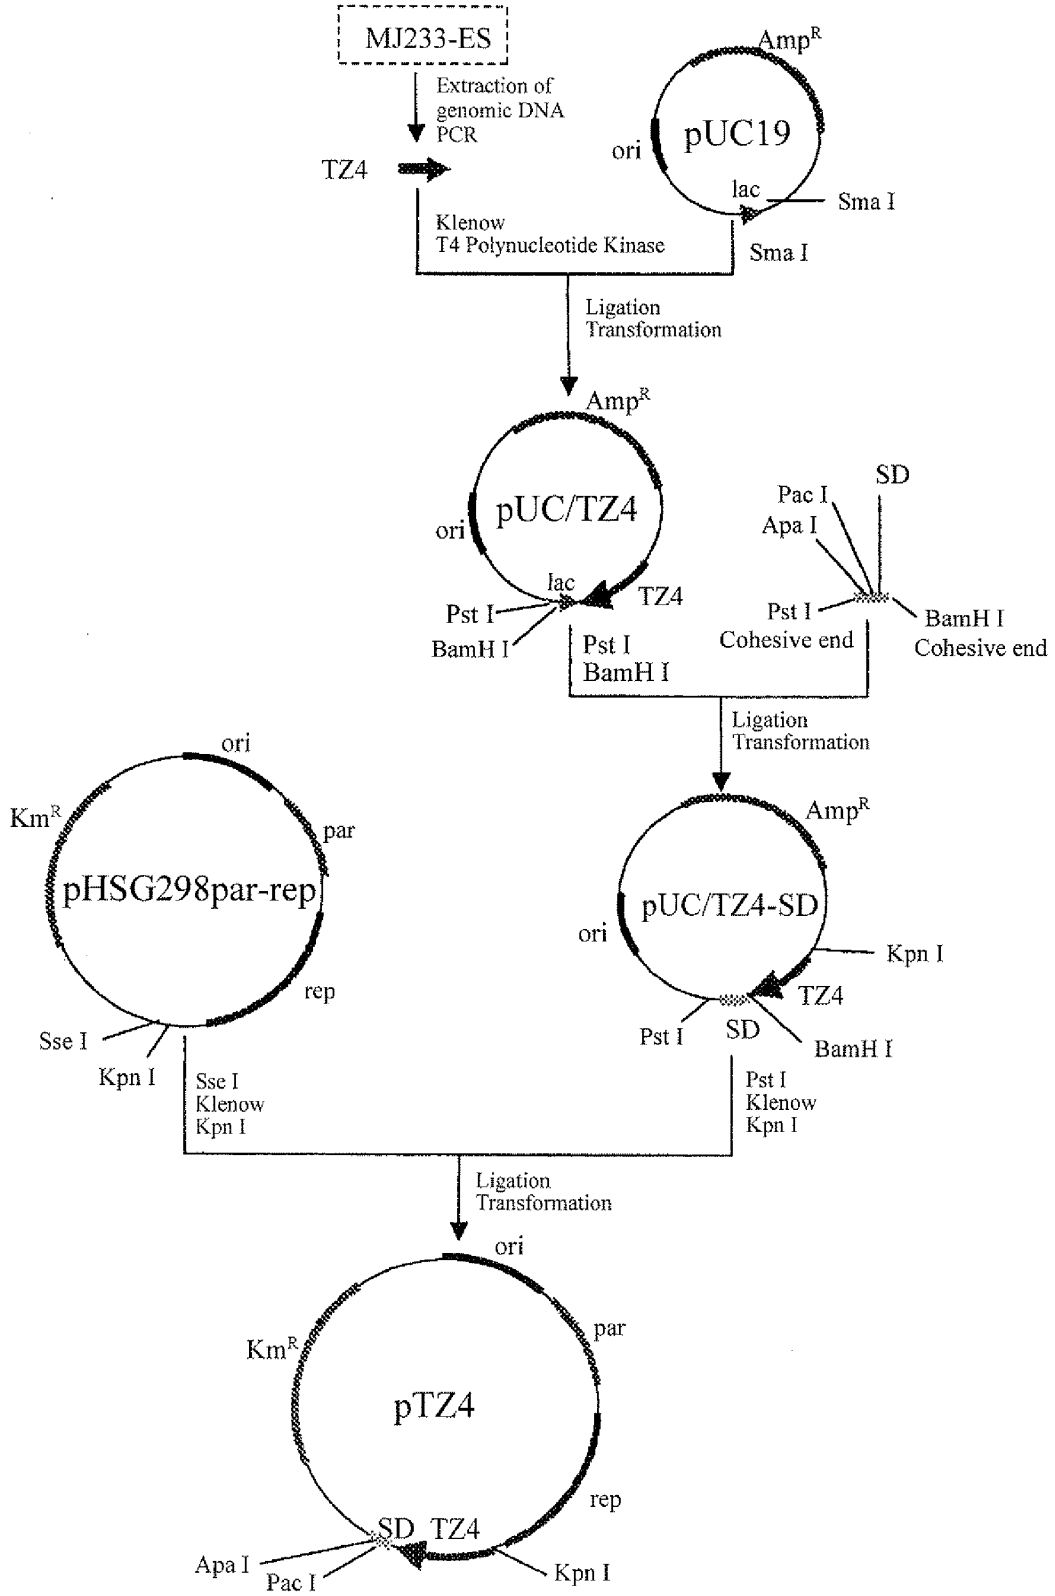 MJ233-ES
Extraction of
genomic DNA
PCR
TZ4
Amp^R
pUC19
ori
lac
Sma I
Klenow
T4 Polynucleotide Kinase
Sma I
Ligation
Transformation
Amp^R
pUC/TZ4
ori
lac
TZ4
Pst I
BamH I
Pst I
BamH I
SD
Pac I
Apa I
Pst I
Cohesive end
BamH I
Cohesive end
Ligation
Transformation
ori
Km^R
par
pHSG298par-rep
rep
Sse I
Kpn I
Sse I
Klenow
Kpn I
Amp^R
pUC/TZ4-SD
ori
Kpn I
TZ4
Pst I
SD
BamH I
Pst I
Klenow
Kpn I
Ligation
Transformation
ori
par
Km^R
pTZ4
rep
SD
TZ4
Apa I
Pac I
Kpn I